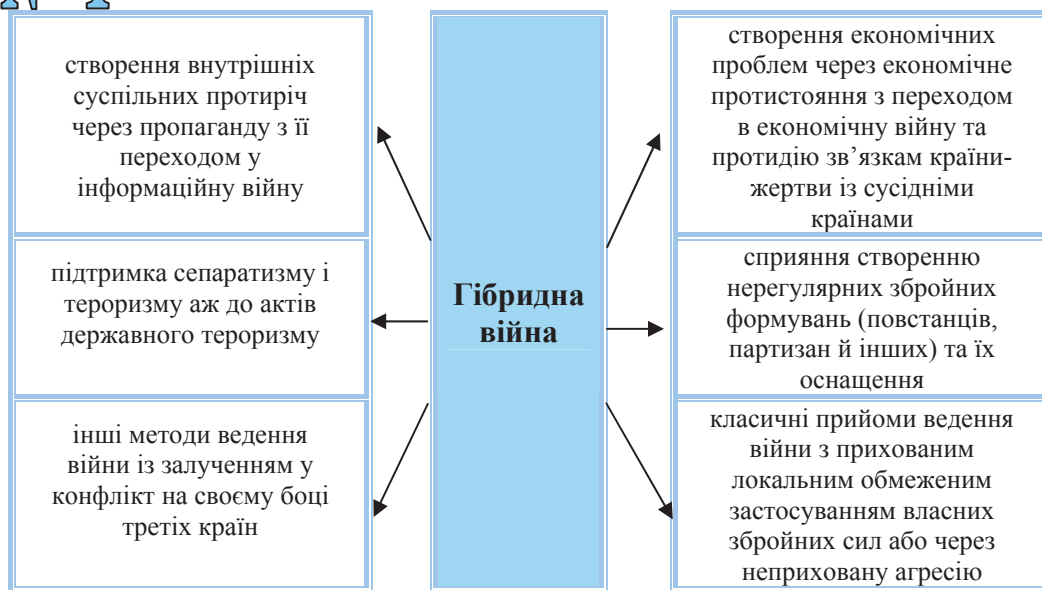 створення внутрішніх
суспільних протиріч
через пропаганду з її
переходом у
інформаційну війну
підтримка сепаратизму і
тероризму аж до актів
державного тероризму
інші методи ведення
війни із залученням у
конфлікт на своєму боці
третіх країн
Гібридна
війна
створення економічних
проблем через економічне
протистояння з переходом
в економічну війну та
протидію зв’язкам країни-
жертви із сусідніми
країнами
сприяння створенню
нерегулярних збройних
формувань (повстанців,
партизан й інших) та їх
оснащення
класичні прийоми ведення
війни з прихованим
локальним обмеженим
застосуванням власних
збройних сил або через
неприховану агресію